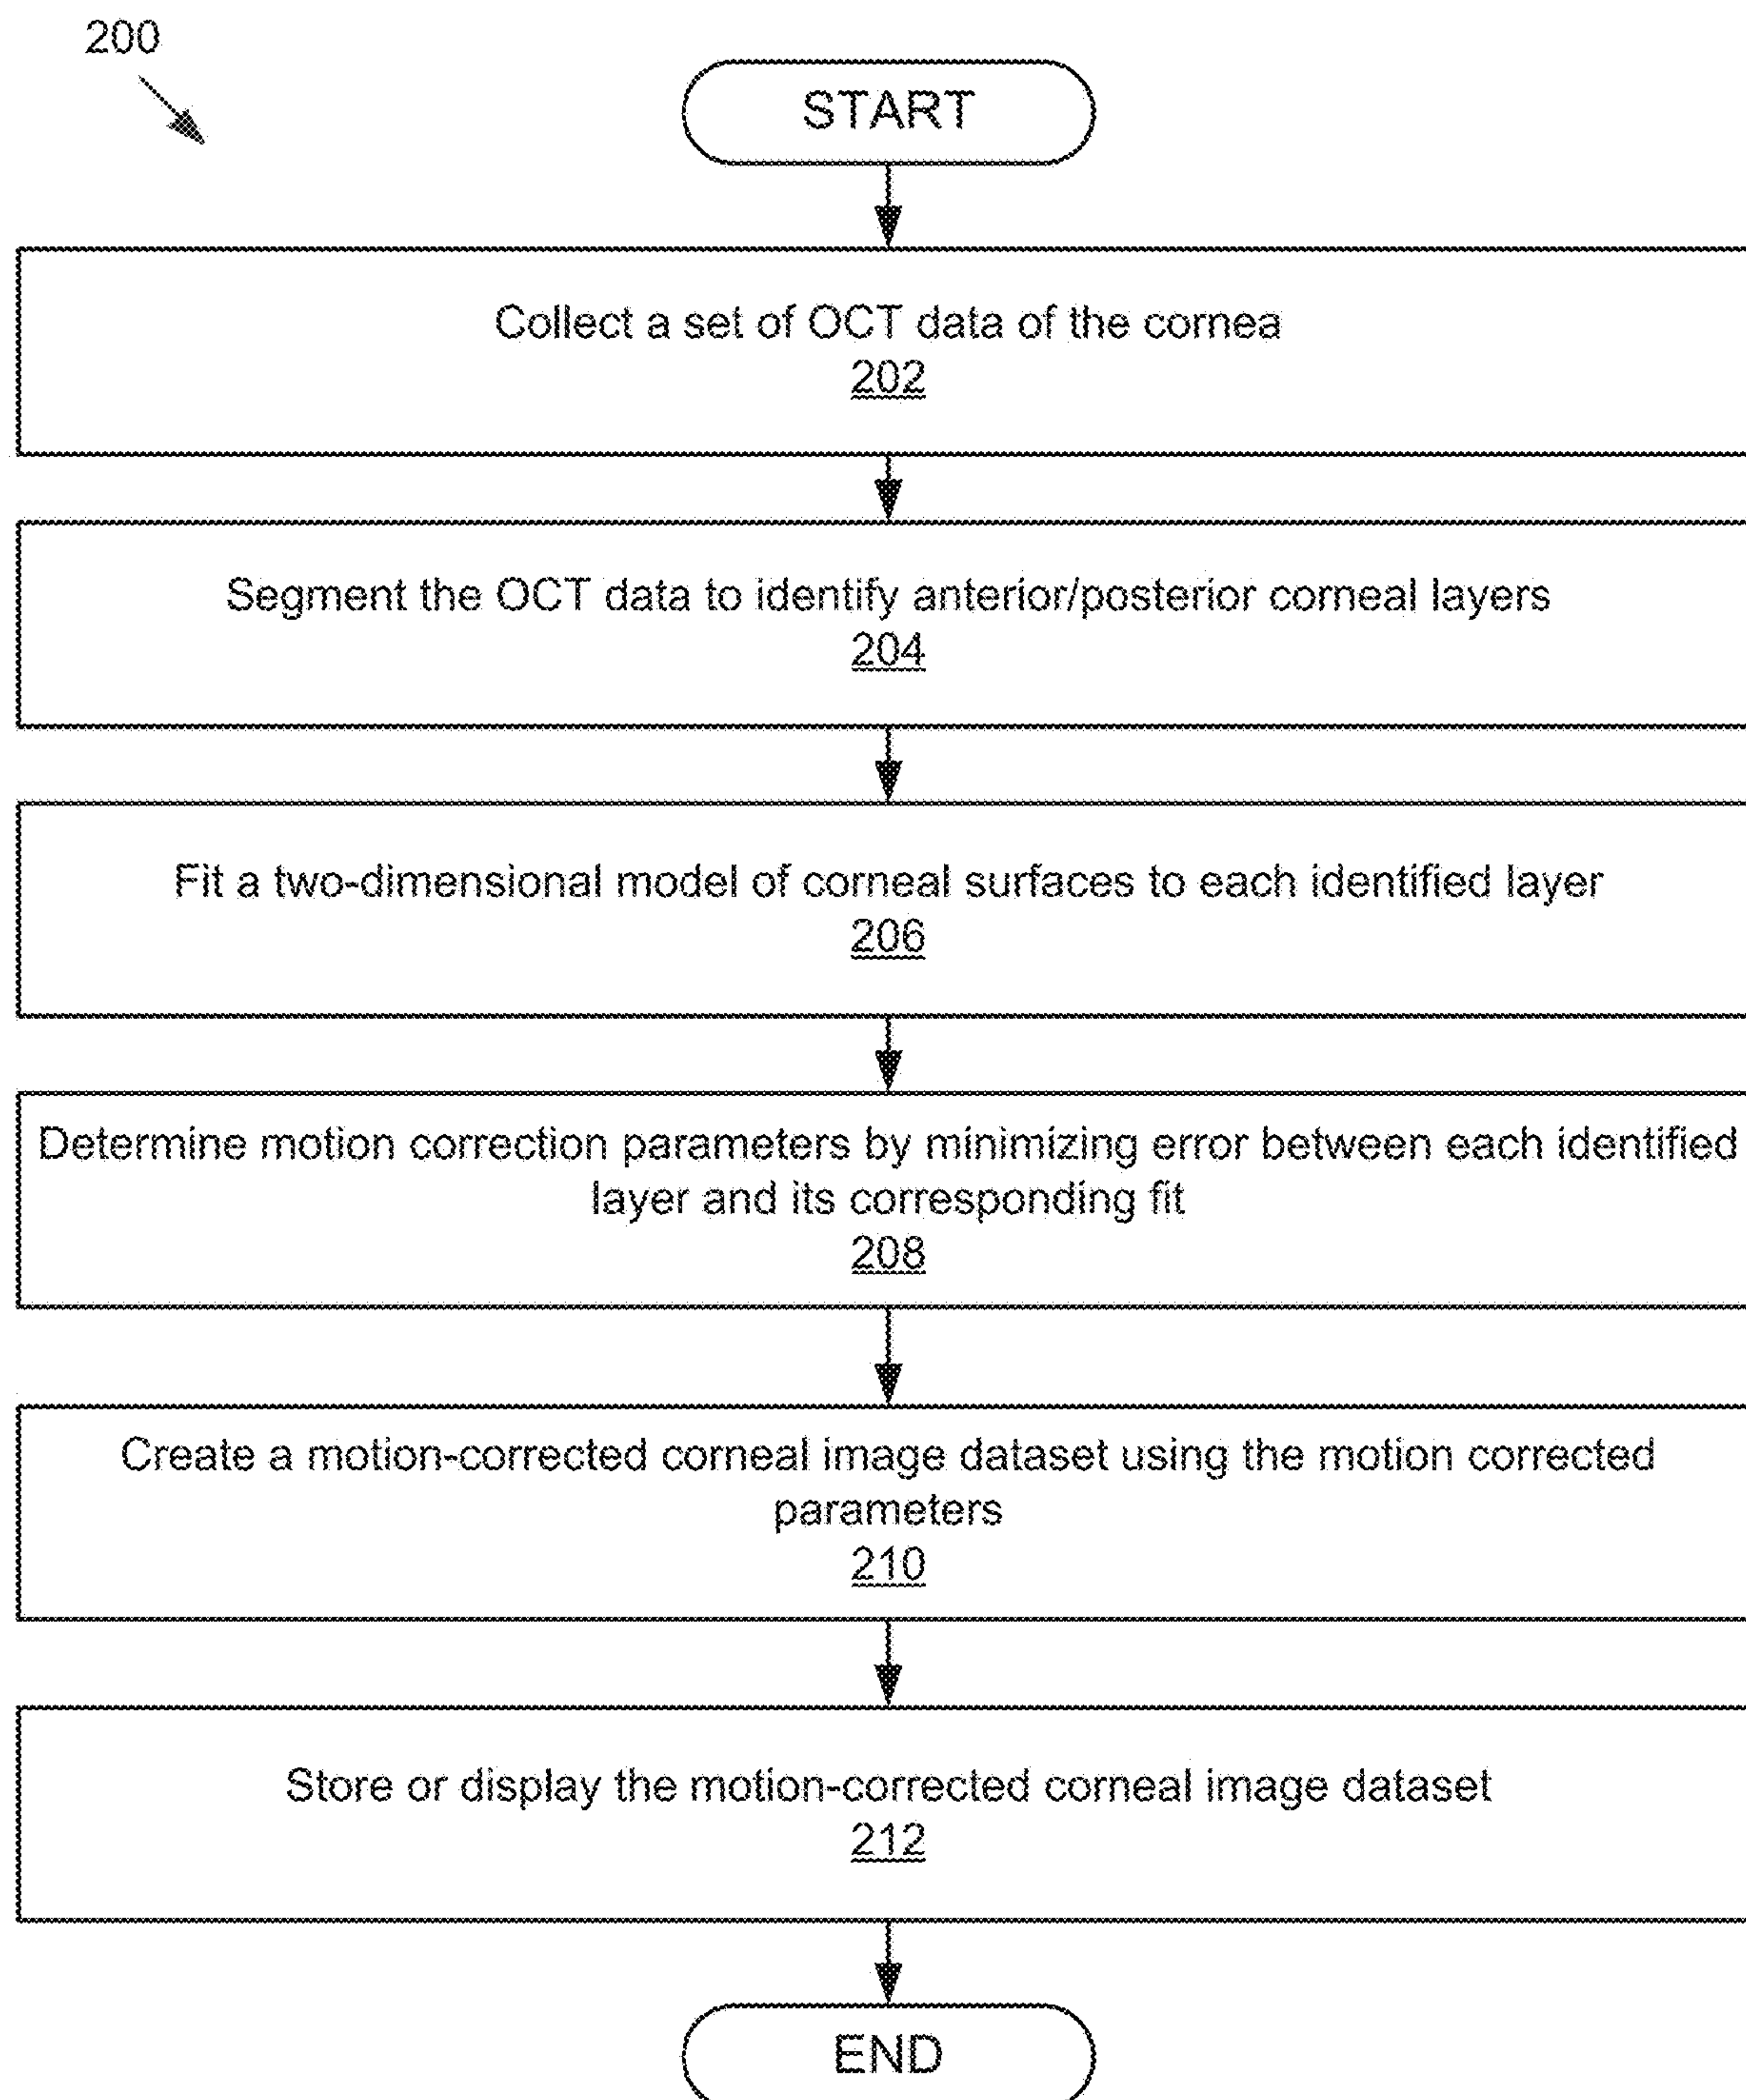 200
START
Collect a set of OCT data of the cornea
202
Segment the OCT data to identify anterior/posterior corneal layers
204
Fit a two-dimensional model of corneal surfaces to each identified layer
206
Determine motion correction parameters by minimizing error between each identified
layer and its corresponding fit
208
Create a motion-corrected corneal image dataset using the motion corrected
parameters
210
Store or display the motion-corrected corneal image dataset
212
END